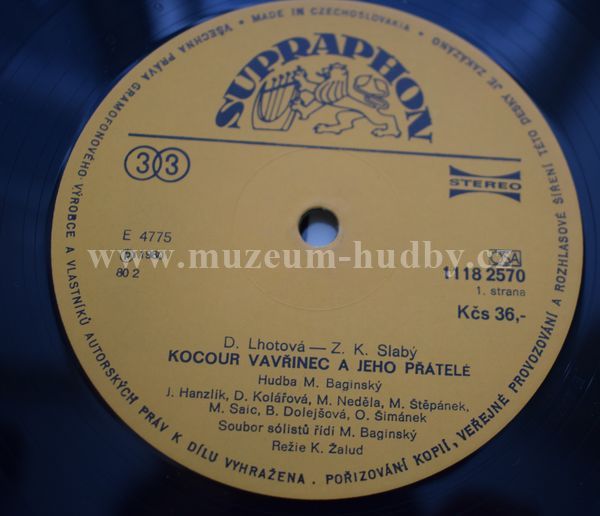 VŠECHNA PRÁVA GRAMOFONOVÉHO VÝROBCE A VLASTNÍKŮ AUTORSKÝCH PRÁV K DÍLU VYHRAŽENA. POŘIZOVÁNÍ KOPIÍ, VEŘEJNÉ PROVOZOVÁNÍ A ROZHLASOVÉ ŠÍŘENÍ TÉTO DESKY JE ZAKÁZÁNO • MADE IN CZECHOSLOVAKIA •
SUPRAPHON
33
STEREO
E 4775
℗ 1980
80 2
www.muzeum-hudby.cz
ČSA
1118 2570
1. strana
Kčs 36,-
D. Lhotová — Z. K. Slabý
KOCOUR VAVŘINEC A JEHO PŘÁTELÉ
Hudba M. Baginský
J. Hanzlík, D. Kolářová, M. Neděla, M. Štěpánek,
M. Saic, B. Dolejšová, O. Šimánek
Soubor sólistů řídí M. Baginský
Režie K. Žalud